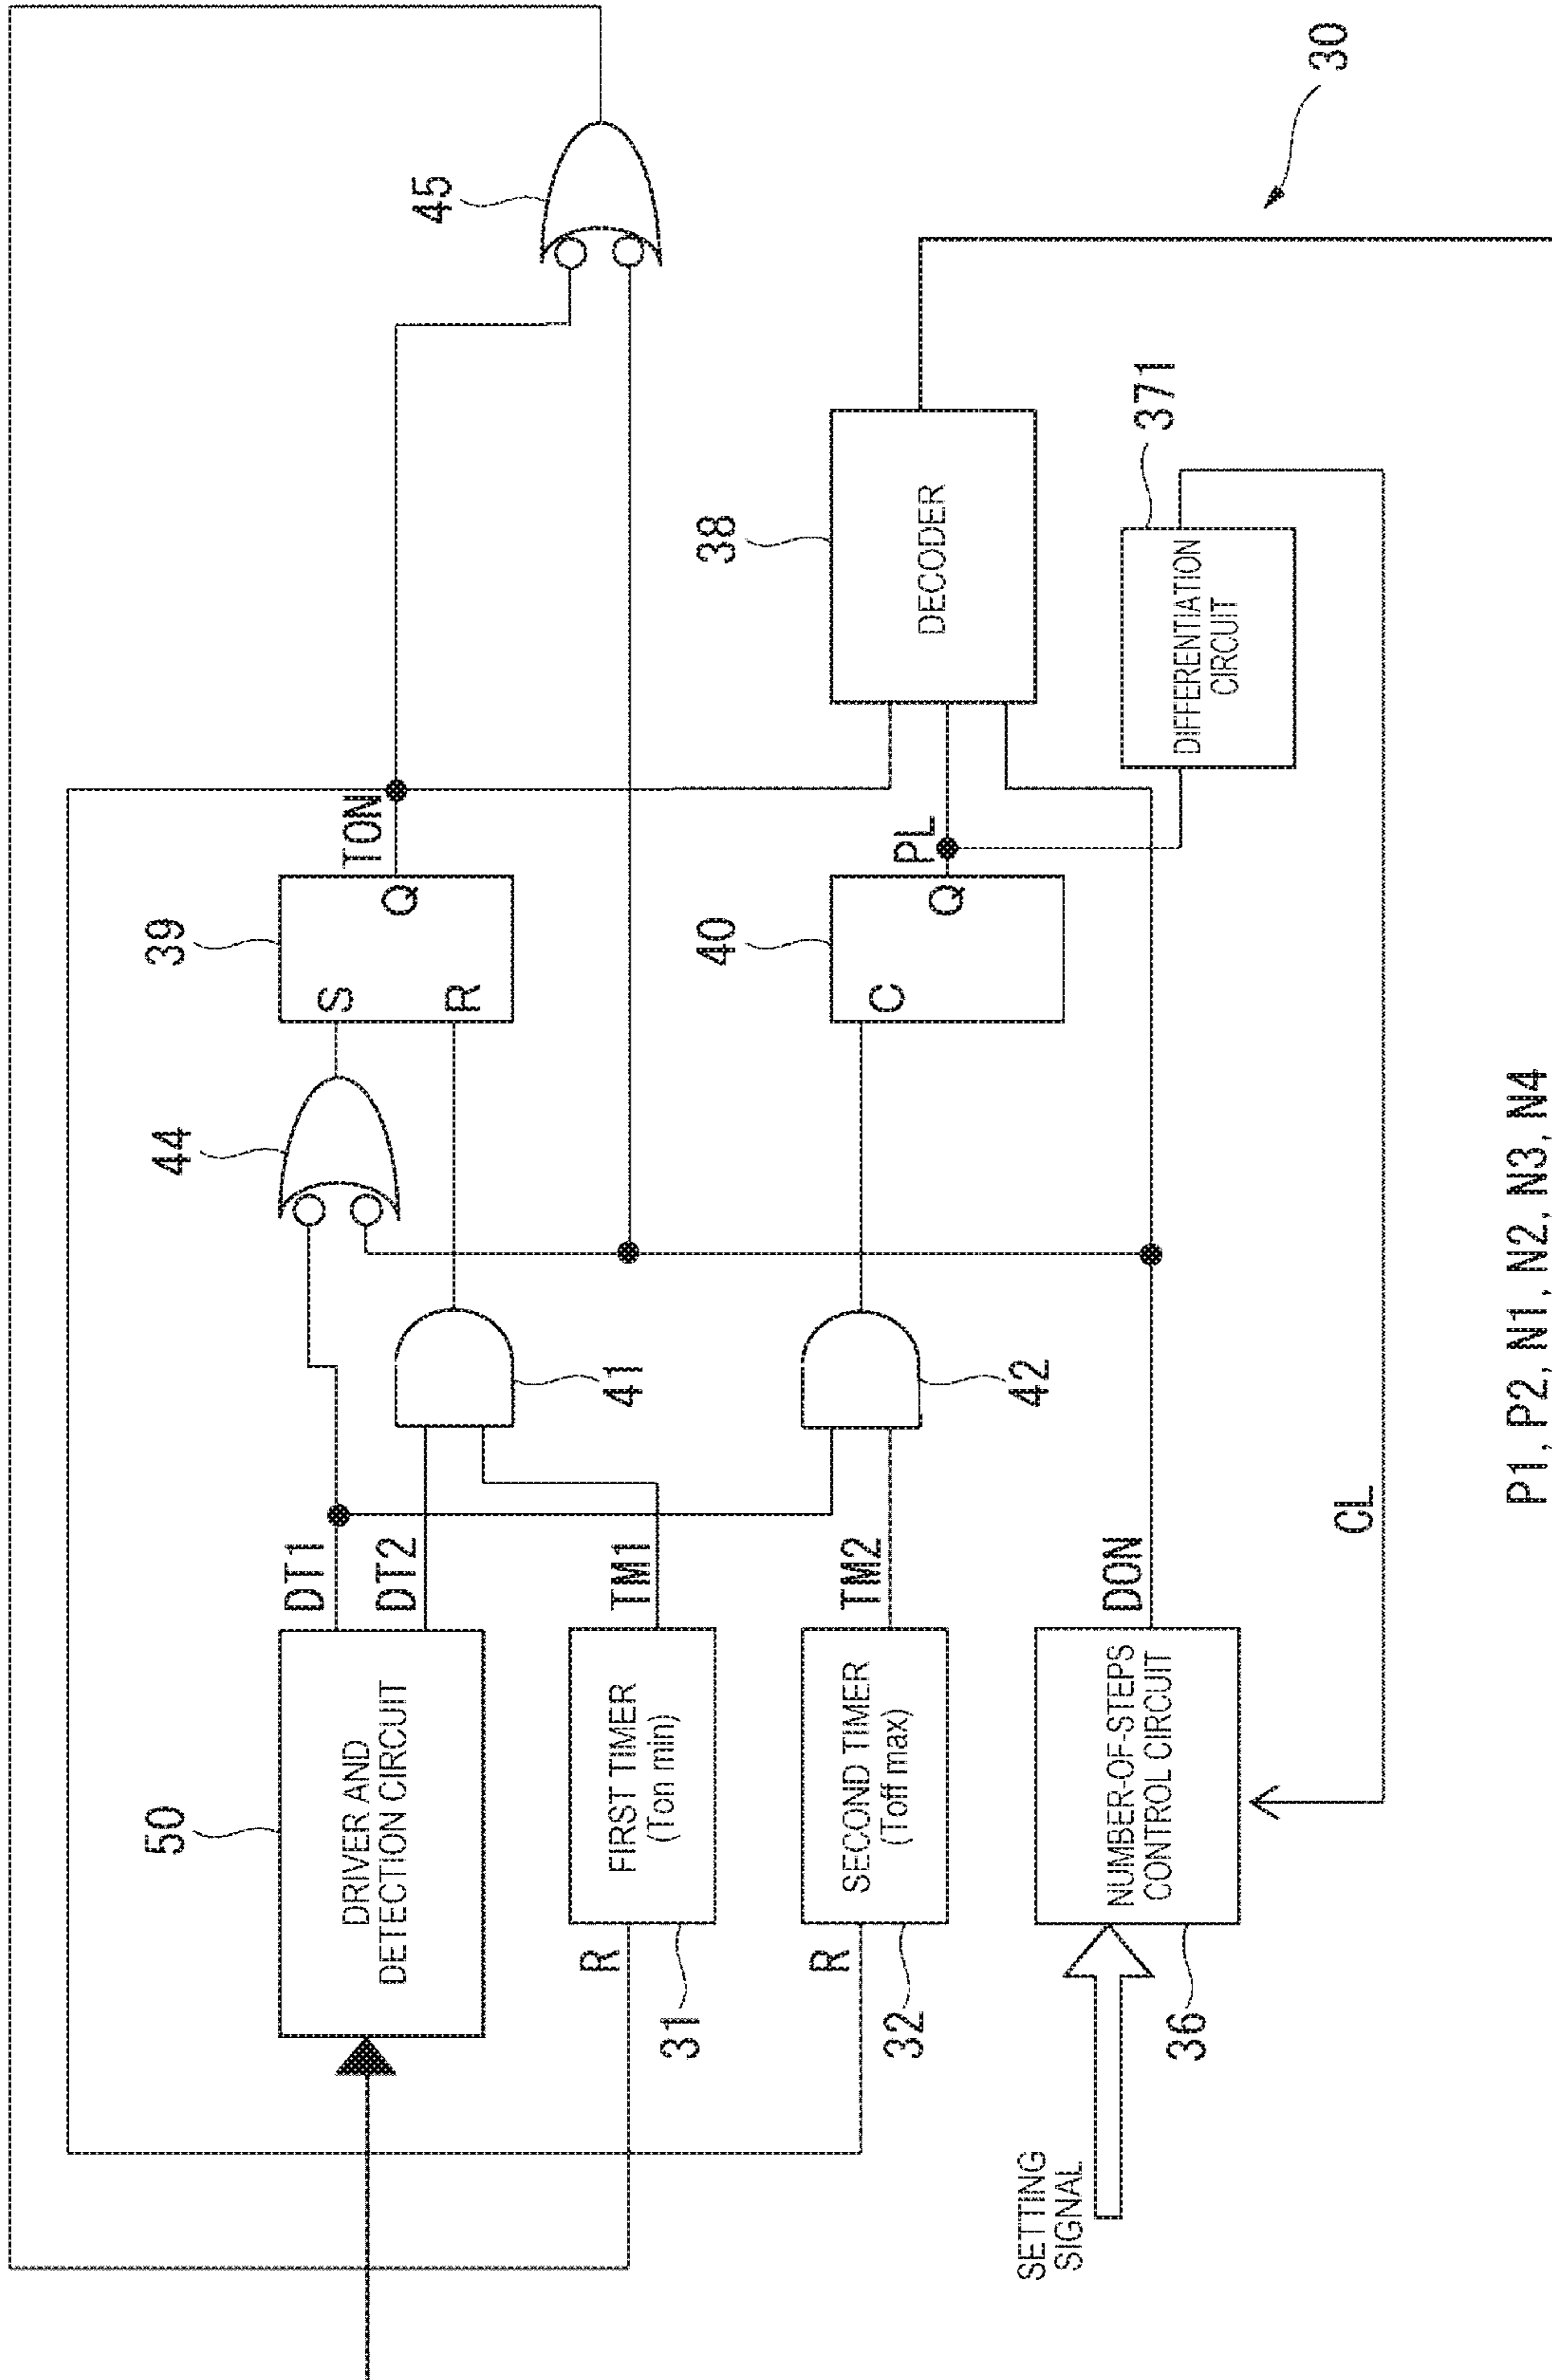 30
45
TON
39
S
R
Q
44
38
DECODER
371
DIFFERENTIATION
CIRCUIT
PL
40
C
Q
41
42
DT1
DT2
TM1
TM2
DON
CL
50
DRIVER AND
DETECTION CIRCUIT
FIRST TIMER
(Ton min)
R
31
SECOND TIMER
(Toff max)
R
32
NUMBER-OF-STEPS
CONTROL CIRCUIT
36
SETTING
SIGNAL
P1, P2, N1, N2, N3, N4